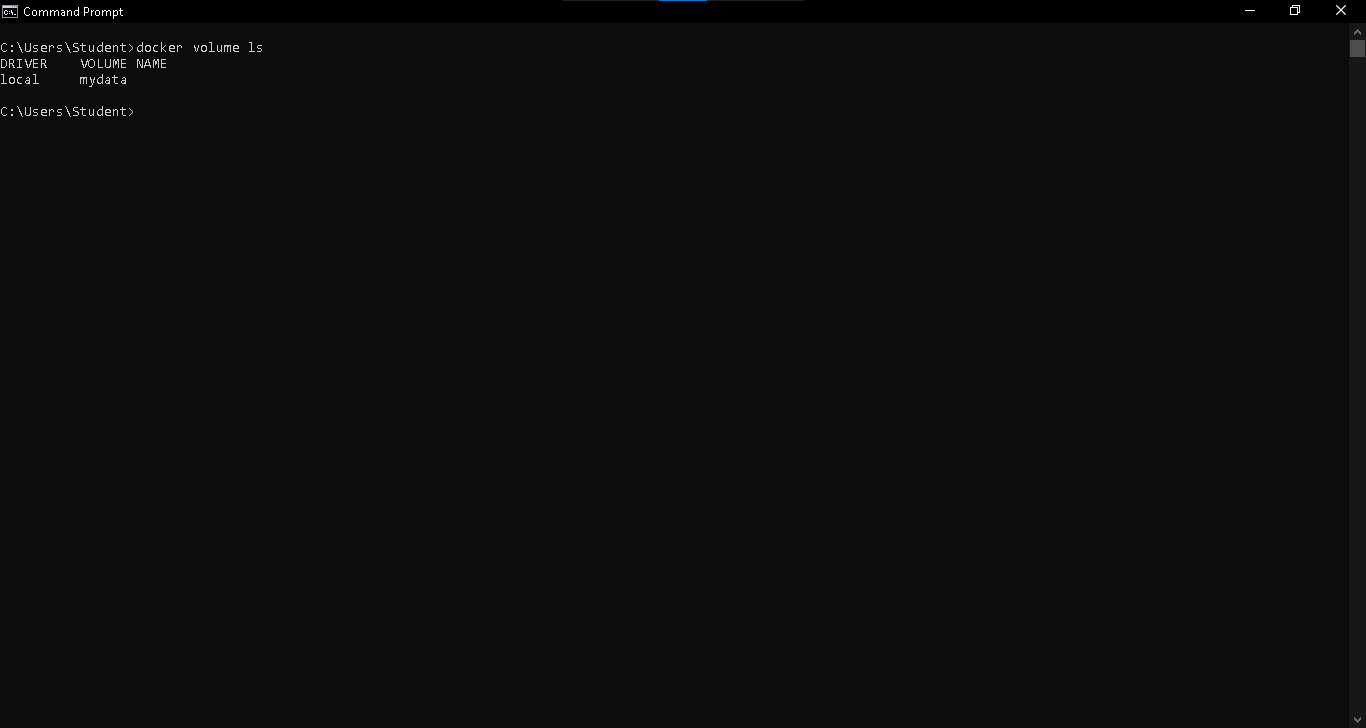 Command Prompt
C:\Users\Student>docker volume ls
DRIVER    VOLUME NAME
local     mydata
C:\Users\Student>